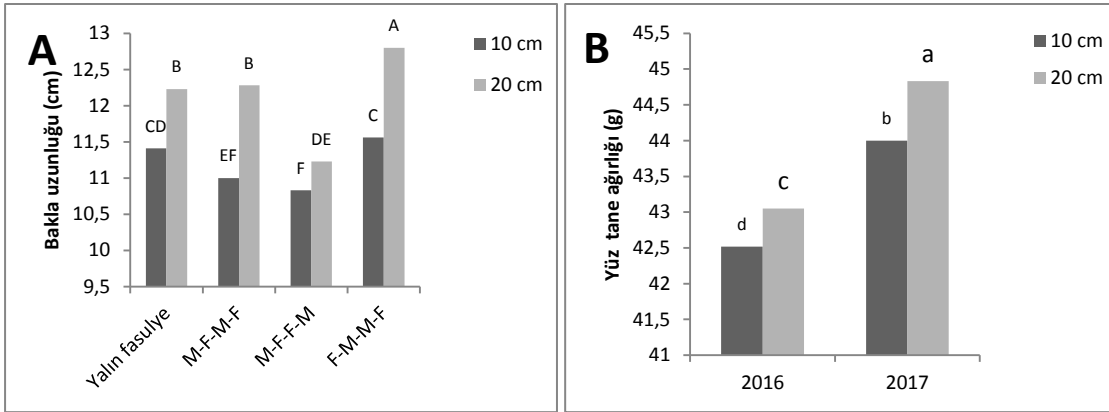 A
Bakla uzunluğu (cm)
13
12,5
12
11,5
11
10,5
10
9,5
CD
B
EF
B
F
DE
C
A
Yalın fasulye
M-F-M-F
M-F-F-M
F-M-M-F
10 cm
20 cm
B
Yüz tane ağırlığı (g)
45,5
45
44,5
44
43,5
43
42,5
42
41,5
41
d
c
b
a
2016
2017
10 cm
20 cm